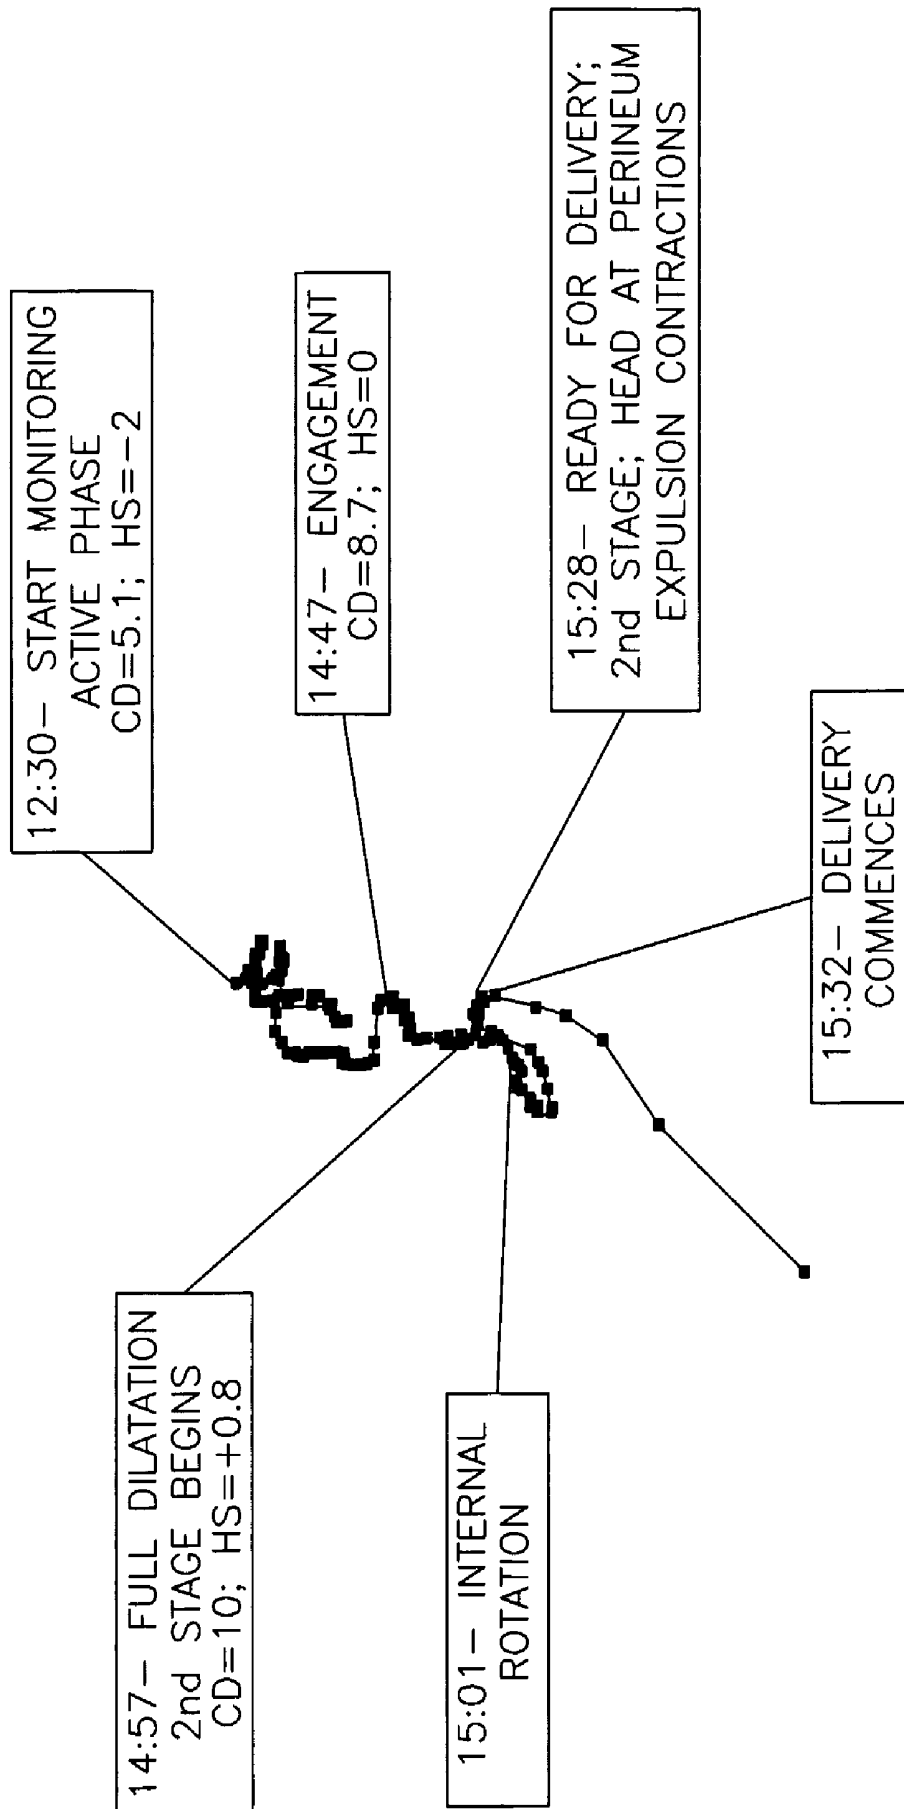 12:30– START MONITORING
ACTIVE PHASE
CD=5.1; HS=–2
14:47– ENGAGEMENT
CD=8.7; HS=0
15:28– READY FOR DELIVERY;
2nd STAGE; HEAD AT PERINEUM
EXPULSION CONTRACTIONS
15:32– DELIVERY
COMMENCES
14:57– FULL DILATATION
2nd STAGE BEGINS
CD=10; HS=+0.8
15:01– INTERNAL
ROTATION